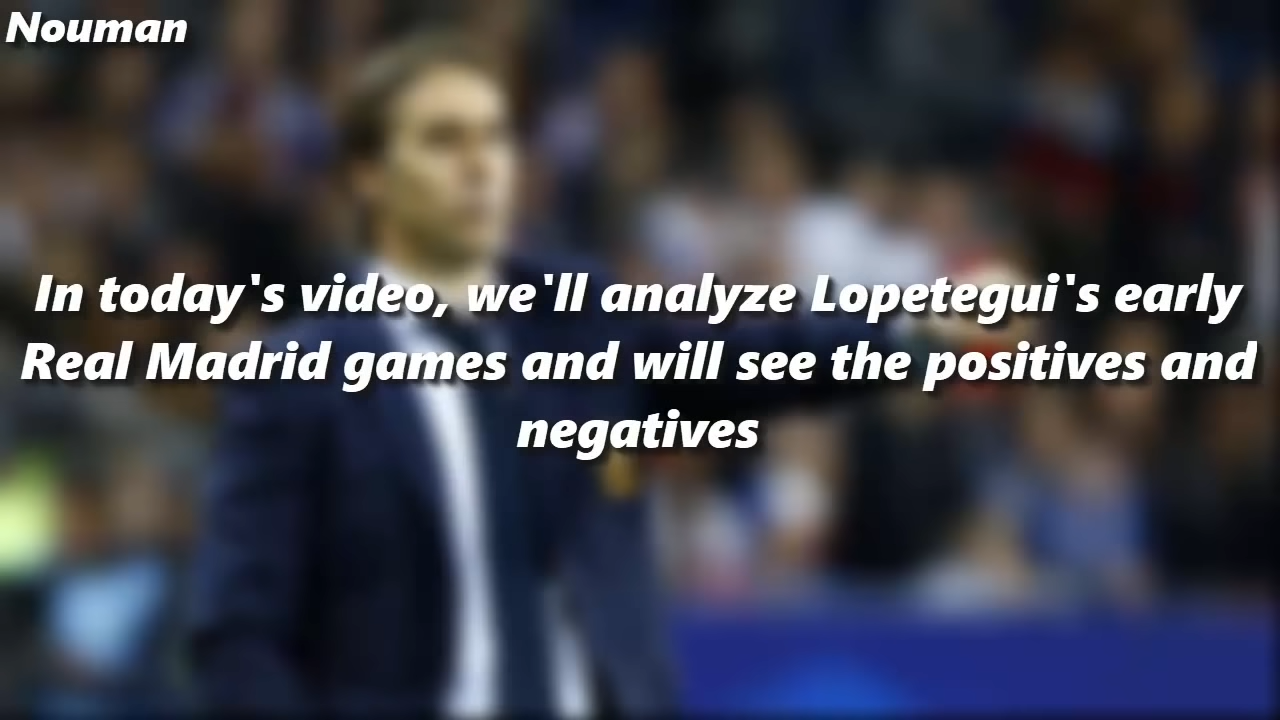 Nouman
In today's video, we'll analyze Lopetegui's early
Real Madrid games and will see the positives and
negatives